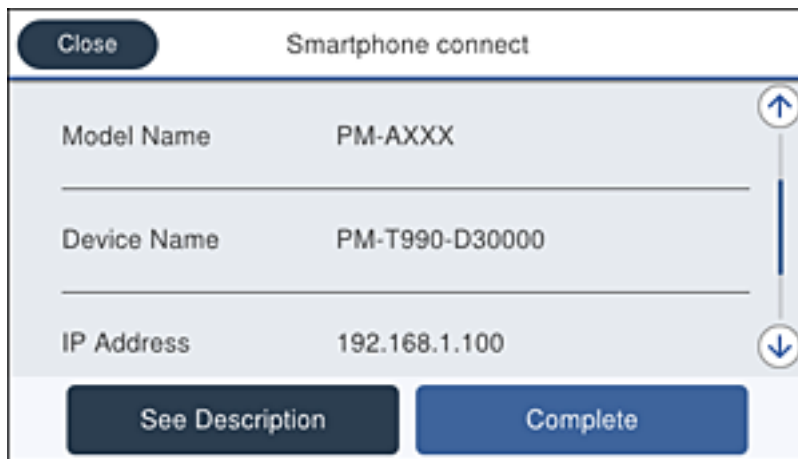 Close Smartphone connect
Model Name PM-AXXX
Device Name PM-T990-D30000
IP Address 192.168.1.100
See Description Complete